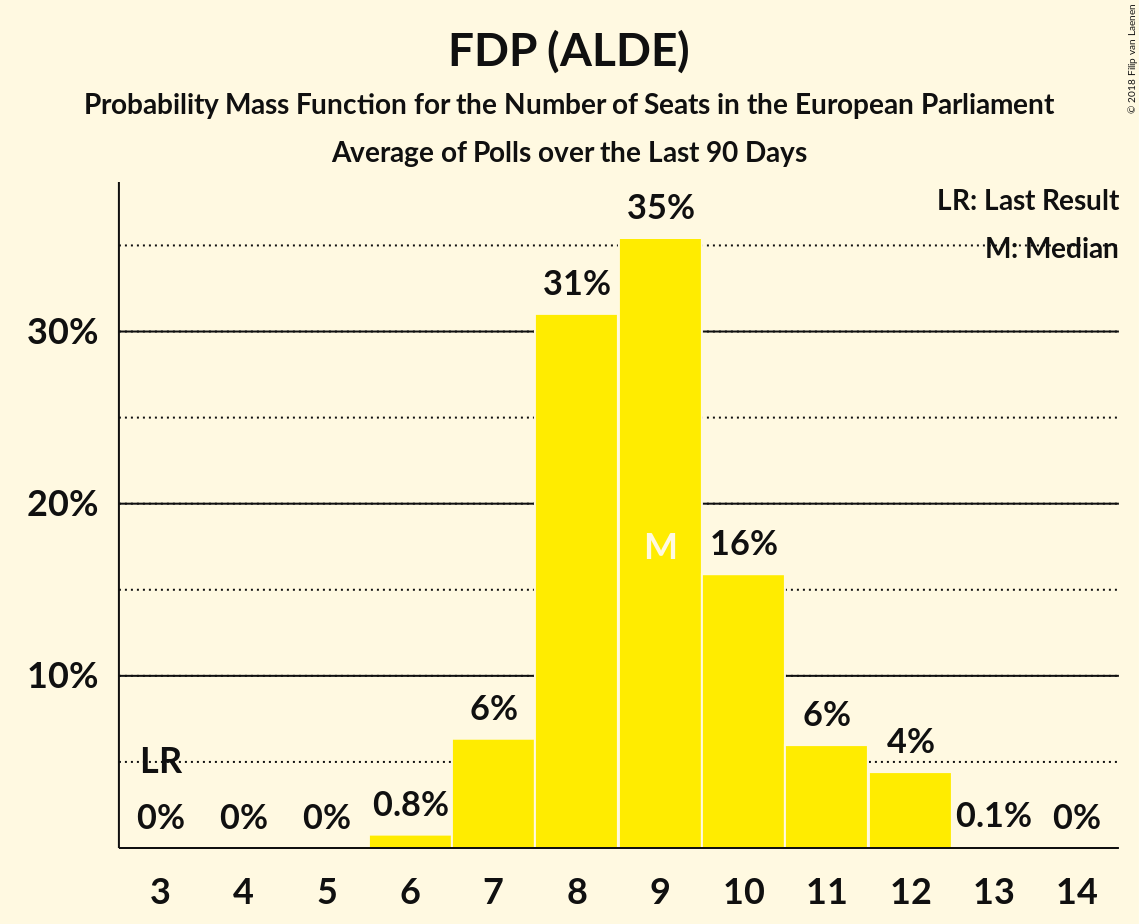 FDP (ALDE)
Probability Mass Function for the Number of Seats in the European Parliament
Average of Polls over the Last 90 Days
© 2018 Filip van Laenen
LR: Last Result
M: Median
35%
31%
30%
20%
M
16%
10%
6%
6%
4%
LR
0%
0%
0%
0.8%
0.1%
0%
3 4 5 6 7 8 9 10 11 12 13 14